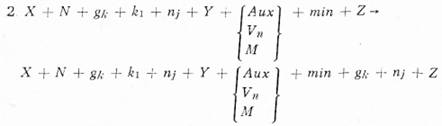 2. X + N + gk + k1 + nj + Y + { Aux } + min + Z →
Vn
M
X + N + gk + k1 + nj + Y + { Aux } + min + gk + nj + Z
Vn
M